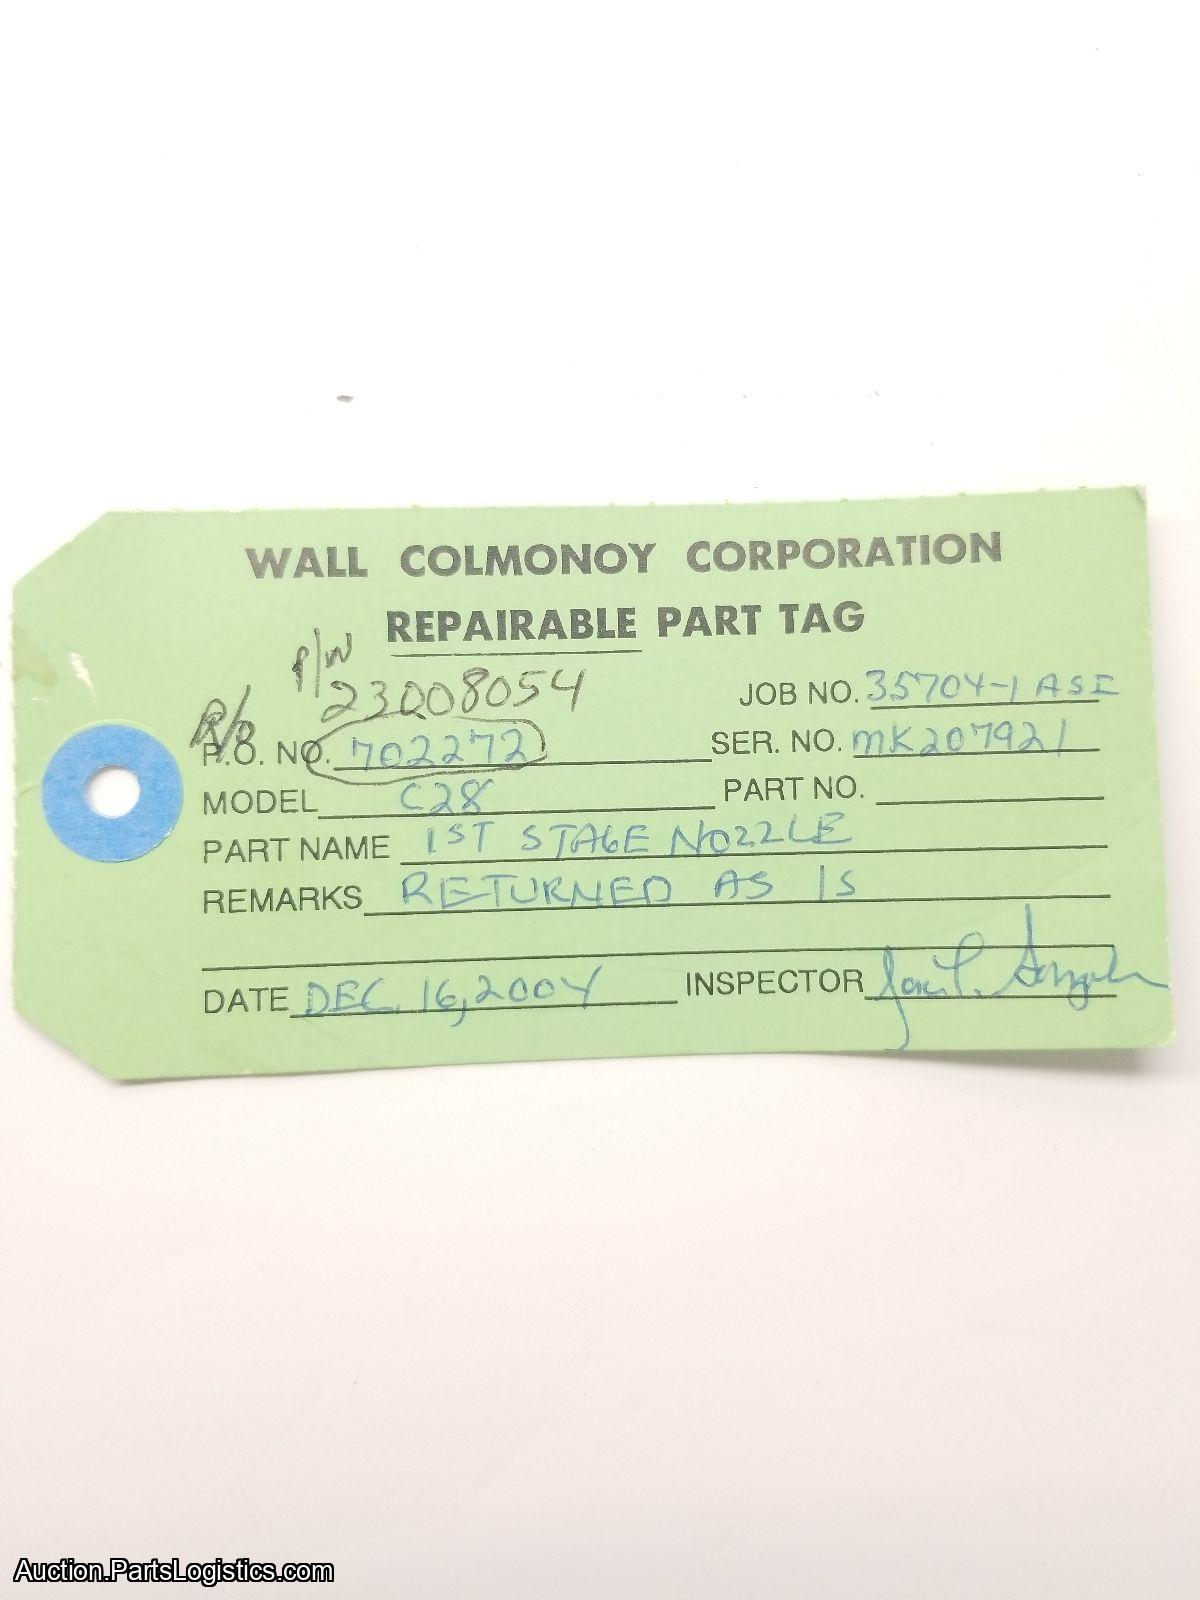 WALL COLMONOY CORPORATION
REPAIRABLE PART TAG
P/N
23008054
JOB NO. 35704-1 ASI
R/O
P.O. NO. 702272 SER. NO. MK207921
MODEL C28 PART NO.
PART NAME 1ST STAGE NOZZLE
REMARKS RETURNED AS IS
DATE DEC. 16, 2004 INSPECTOR
Auction.PartsLogistics.com